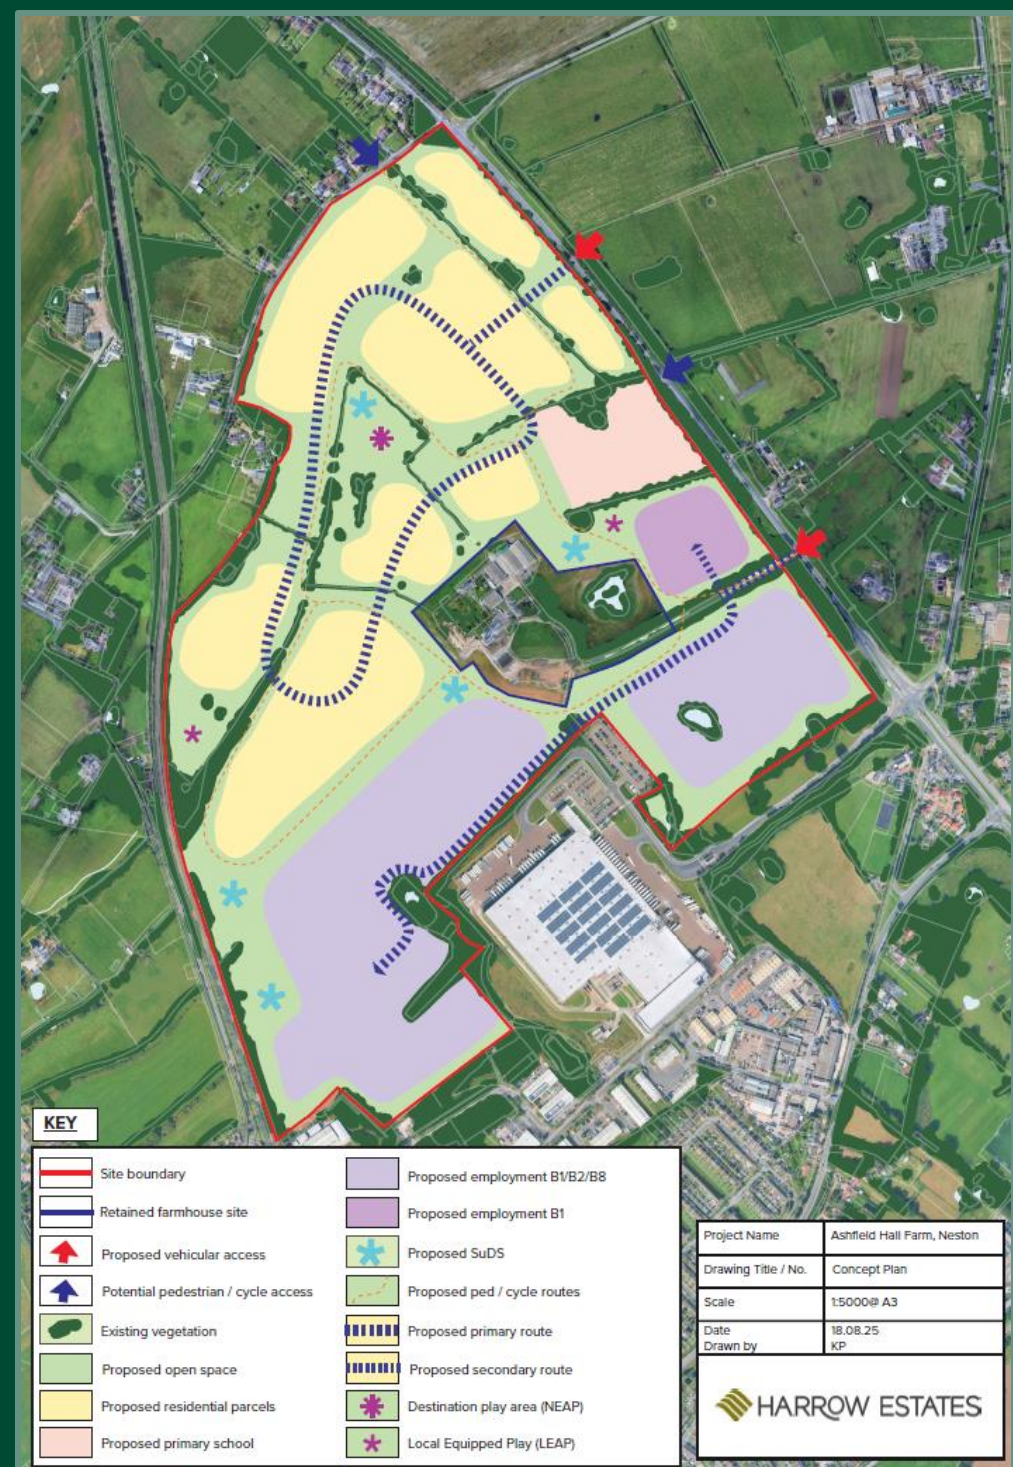 KEY
Site boundary
Retained farmhouse site
Proposed vehicular access
Potential pedestrian / cycle access
Existing vegetation
Proposed open space
Proposed residential parcels
Proposed primary school
Proposed employment B1/B2/B8
Proposed employment B1
Proposed SuDS
Proposed ped / cycle routes
Proposed primary route
Proposed secondary route
Destination play area (NEAP)
Local Equipped Play (LEAP)
Project Name Ashfield Hall Farm, Neston
Drawing Title / No. Concept Plan
Scale 1:5000@ A3
Date 18.08.25
Drawn by KP
HARROW ESTATES